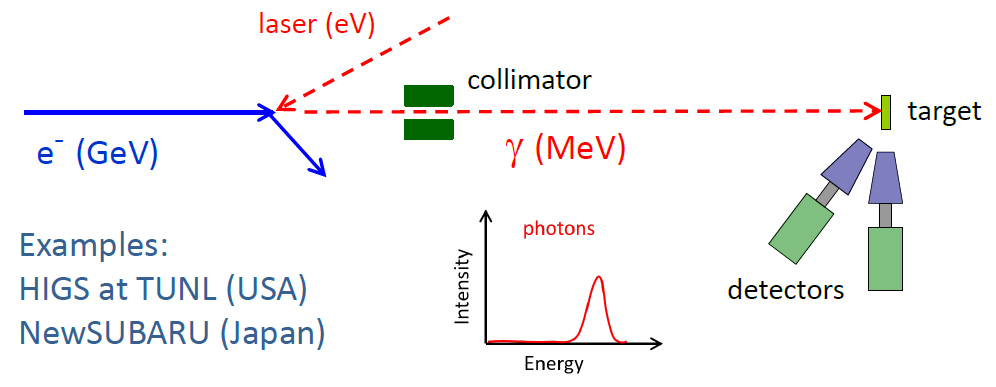 laser (eV)
collimator
target
e⁻ (GeV)
γ (MeV)
photons
Examples:
HIGS at TUNL (USA)
NewSUBARU (Japan)
Intensity
Energy
detectors